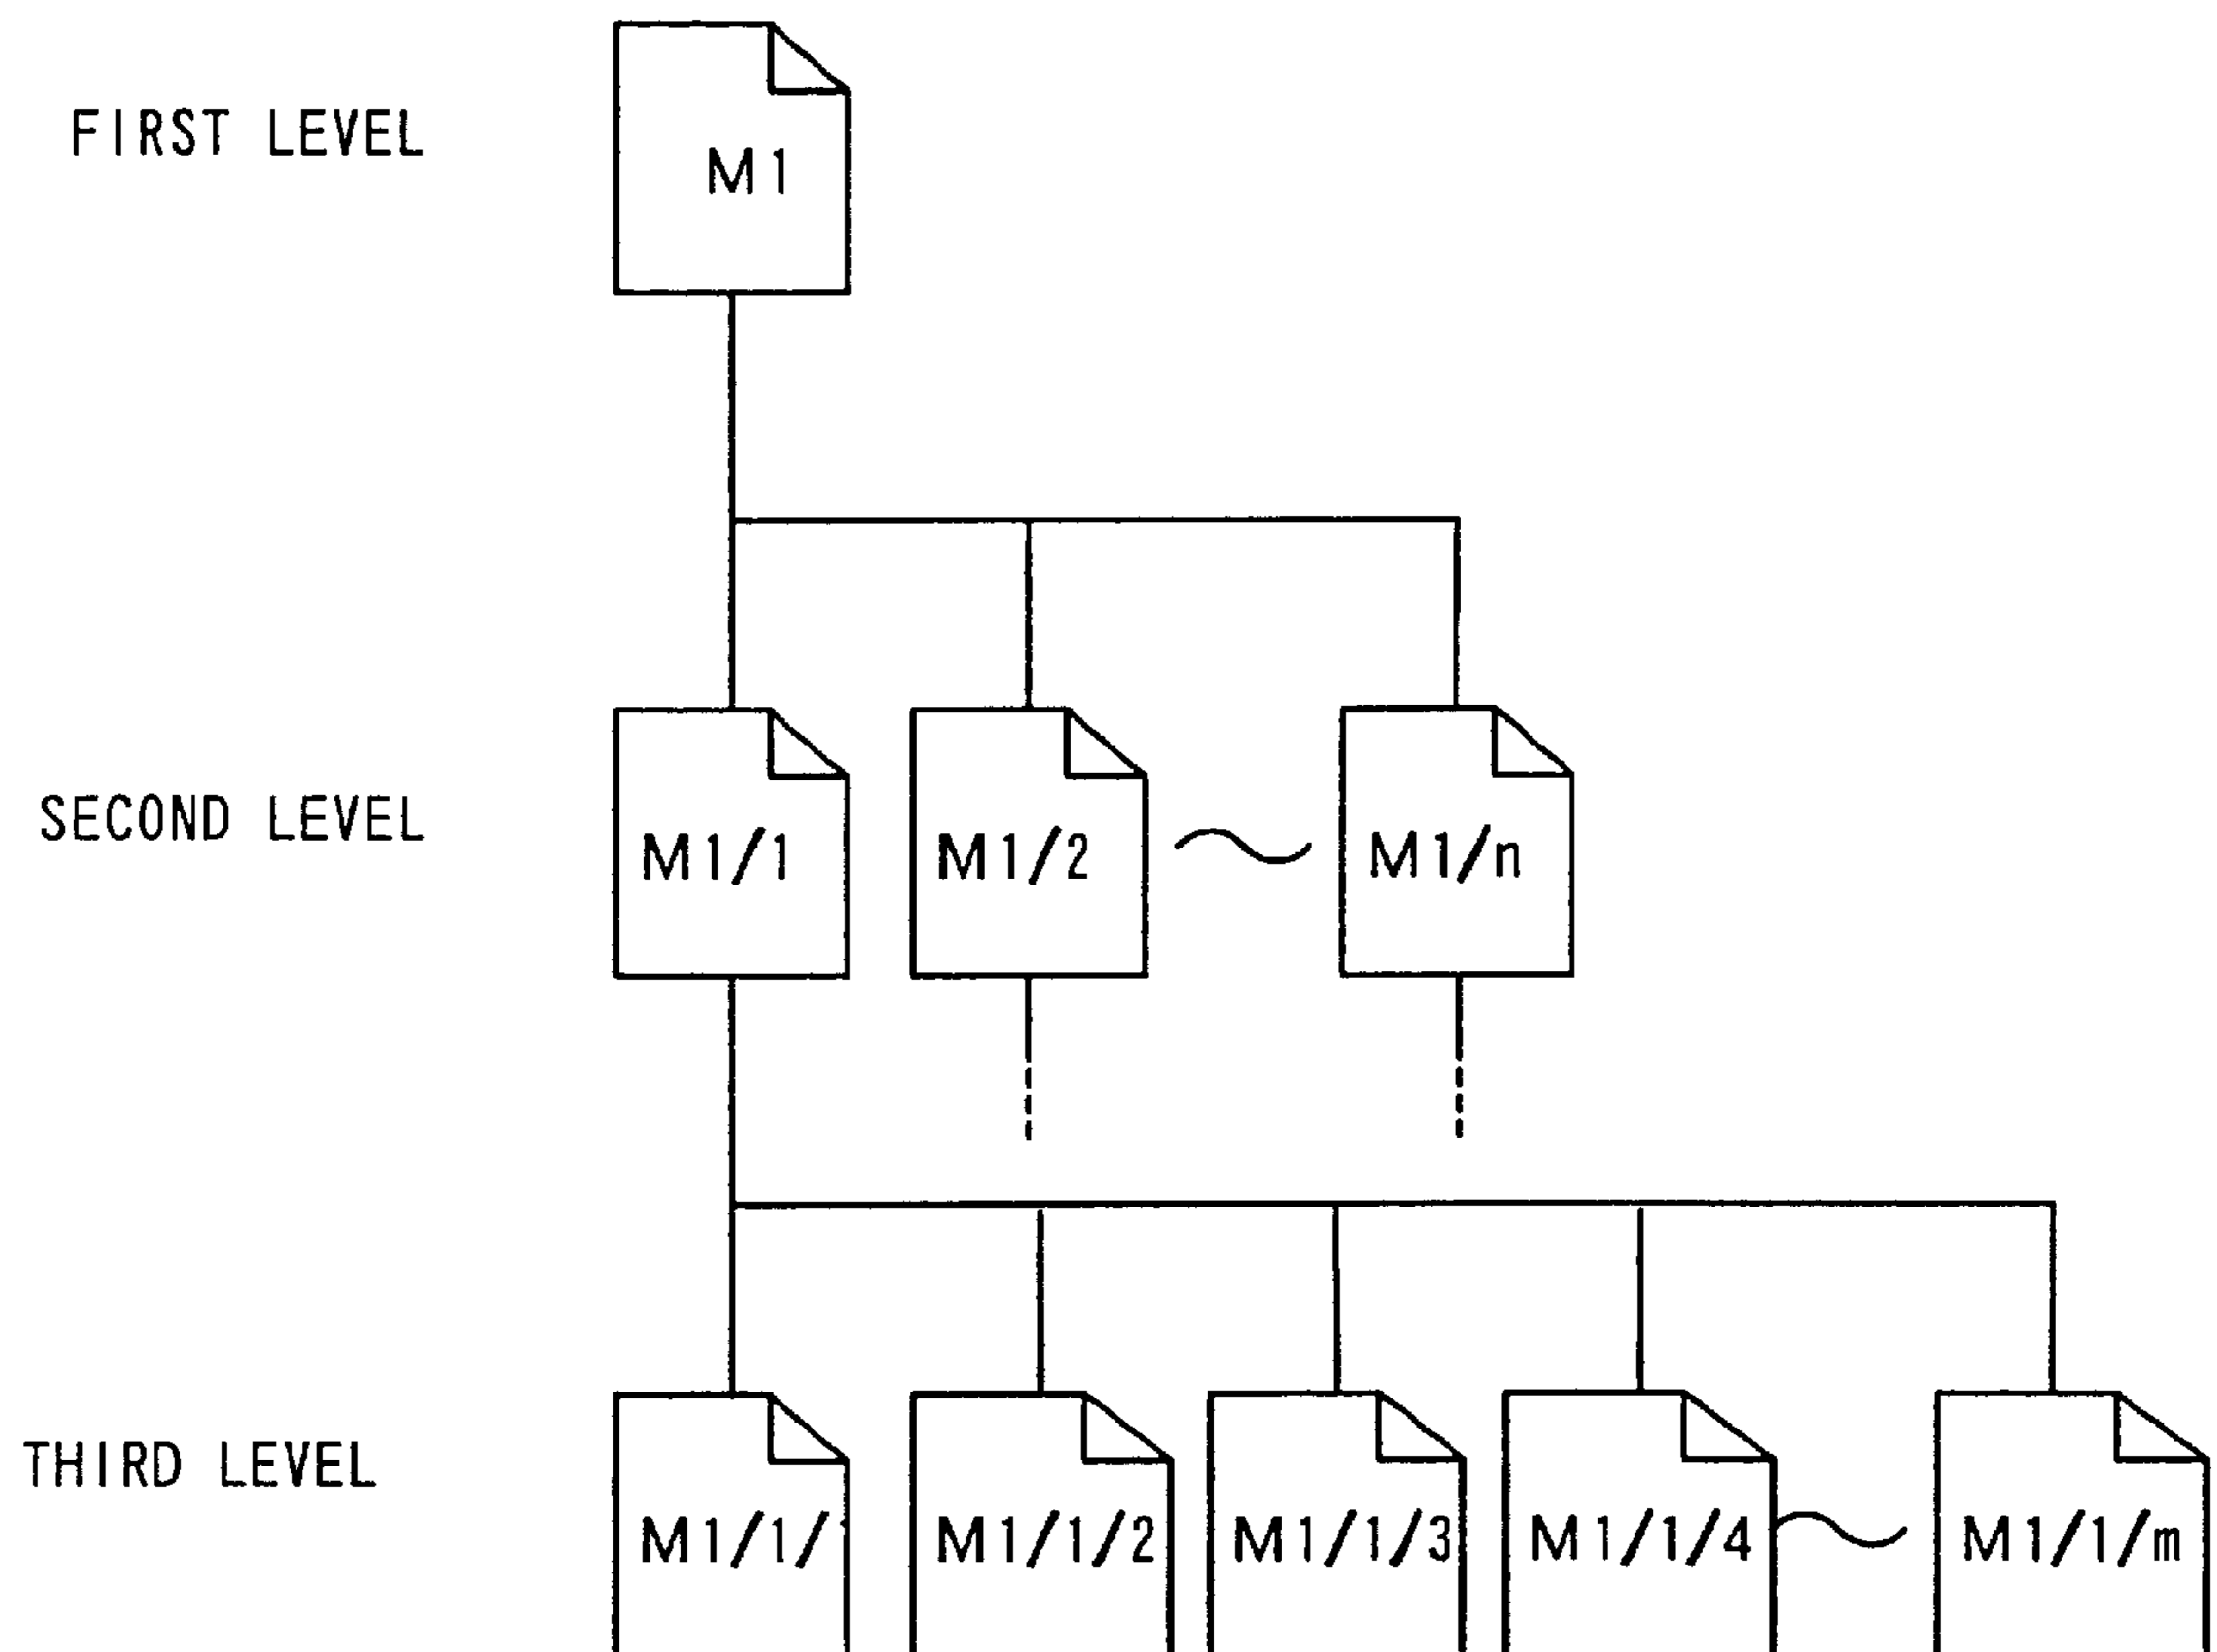 FIRST LEVEL
M1
SECOND LEVEL
M1/1
M1/2
M1/n
THIRD LEVEL
M1/1/
M1/1/2
M1/1/3
M1/1/4
M1/1/m